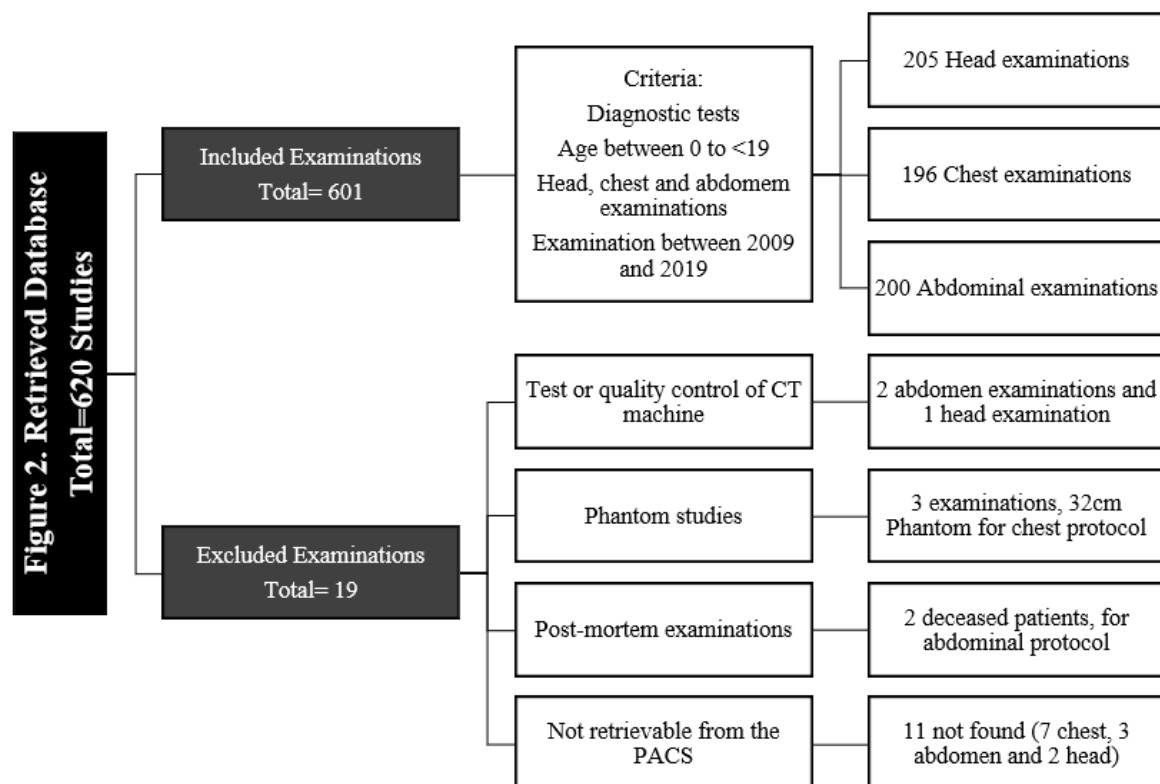 Figure 2. Retrieved Database
Total=620 Studies
Included Examinations
Total= 601
Criteria:
Diagnostic tests
Age between 0 to <19
Head, chest and abdomem
examinations
Examination between 2009
and 2019
205 Head examinations
196 Chest examinations
200 Abdominal examinations
Excluded Examinations
Total= 19
Test or quality control of CT
machine
2 abdomen examinations and
1 head examination
Phantom studies
3 examinations, 32cm
Phantom for chest protocol
Post-mortem examinations
2 deceased patients, for
abdominal protocol
Not retrievable from the
PACS
11 not found (7 chest, 3
abdomen and 2 head)